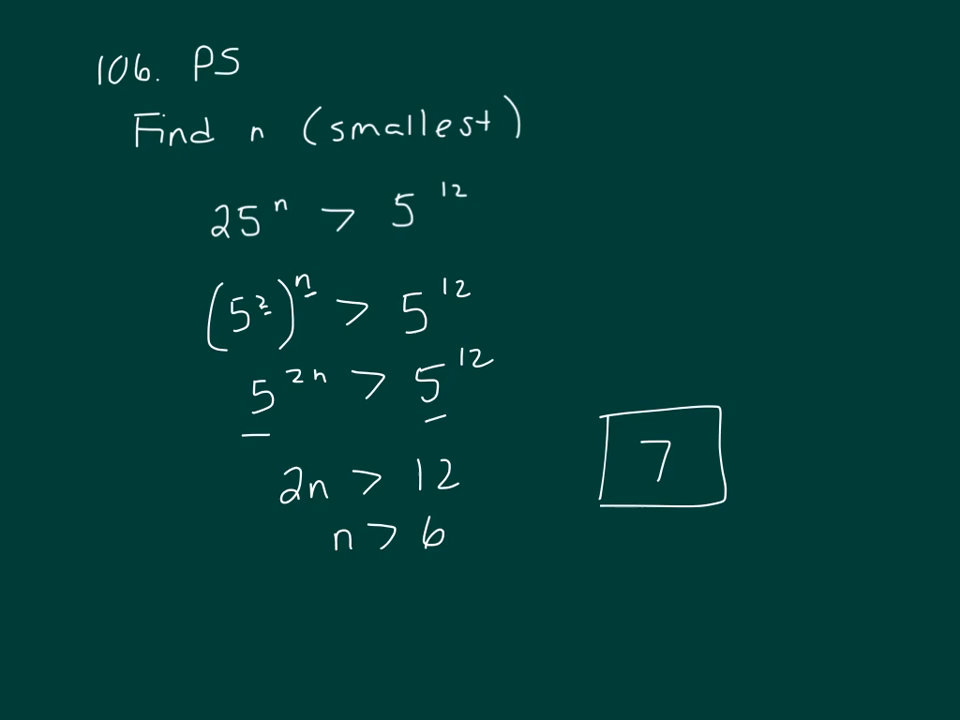 106. PS
Find n (smallest)
25ⁿ > 5¹²
(5²)ⁿ > 5¹²
5²ⁿ > 5¹²
2n > 12
n > 6
7